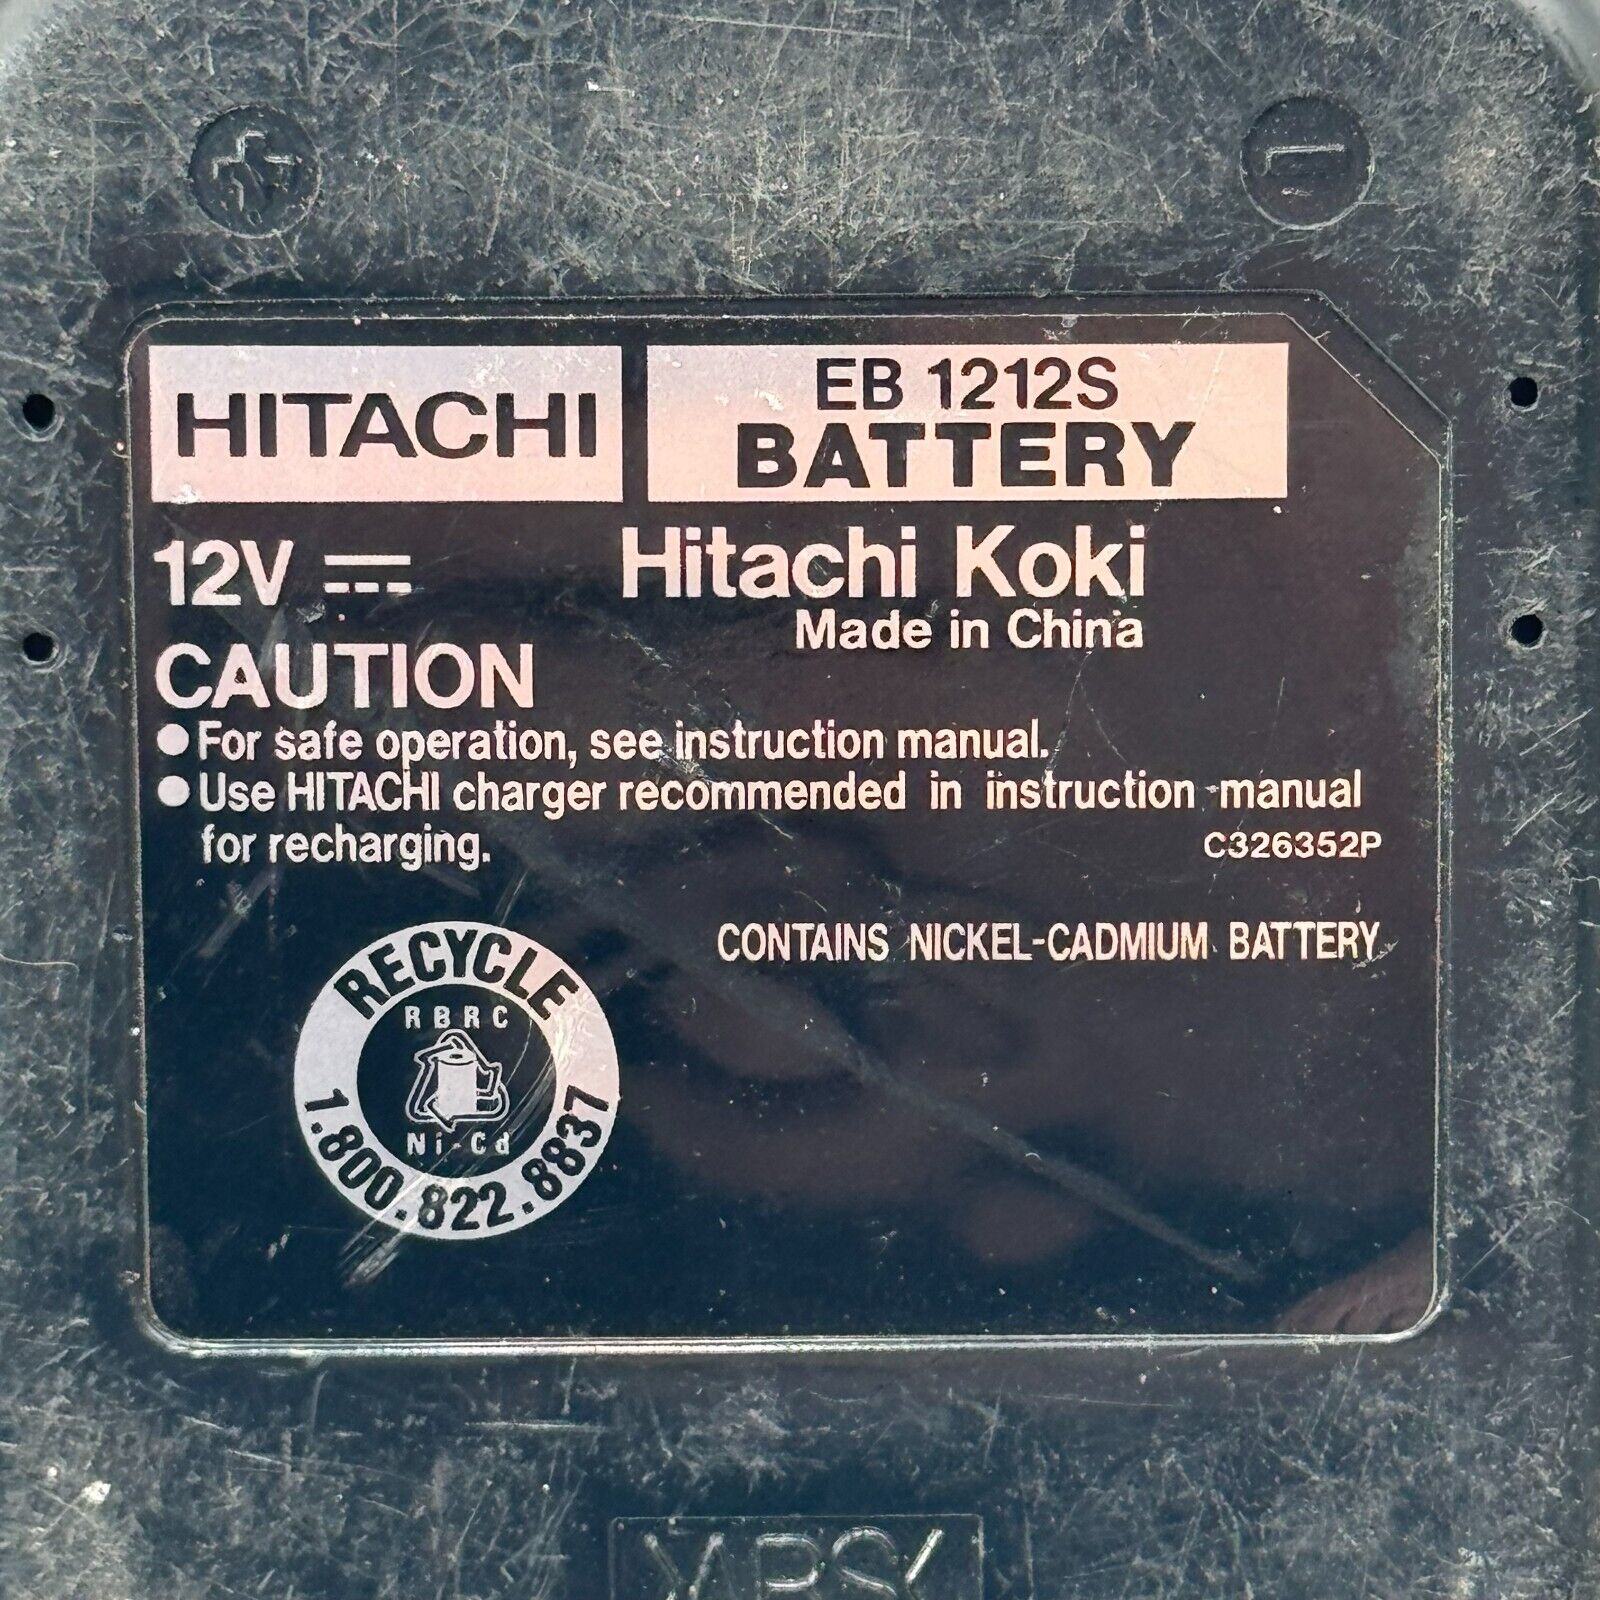 + −
HITACHI
EB 1212S
BATTERY
12V
Hitachi Koki
Made in China
CAUTION
● For safe operation, see instruction manual.
● Use HITACHI charger recommended in instruction manual
for recharging.
C326352P
CONTAINS NICKEL-CADMIUM BATTERY
RECYCLE
RBRC
Ni-Cd
1.800.822.8837